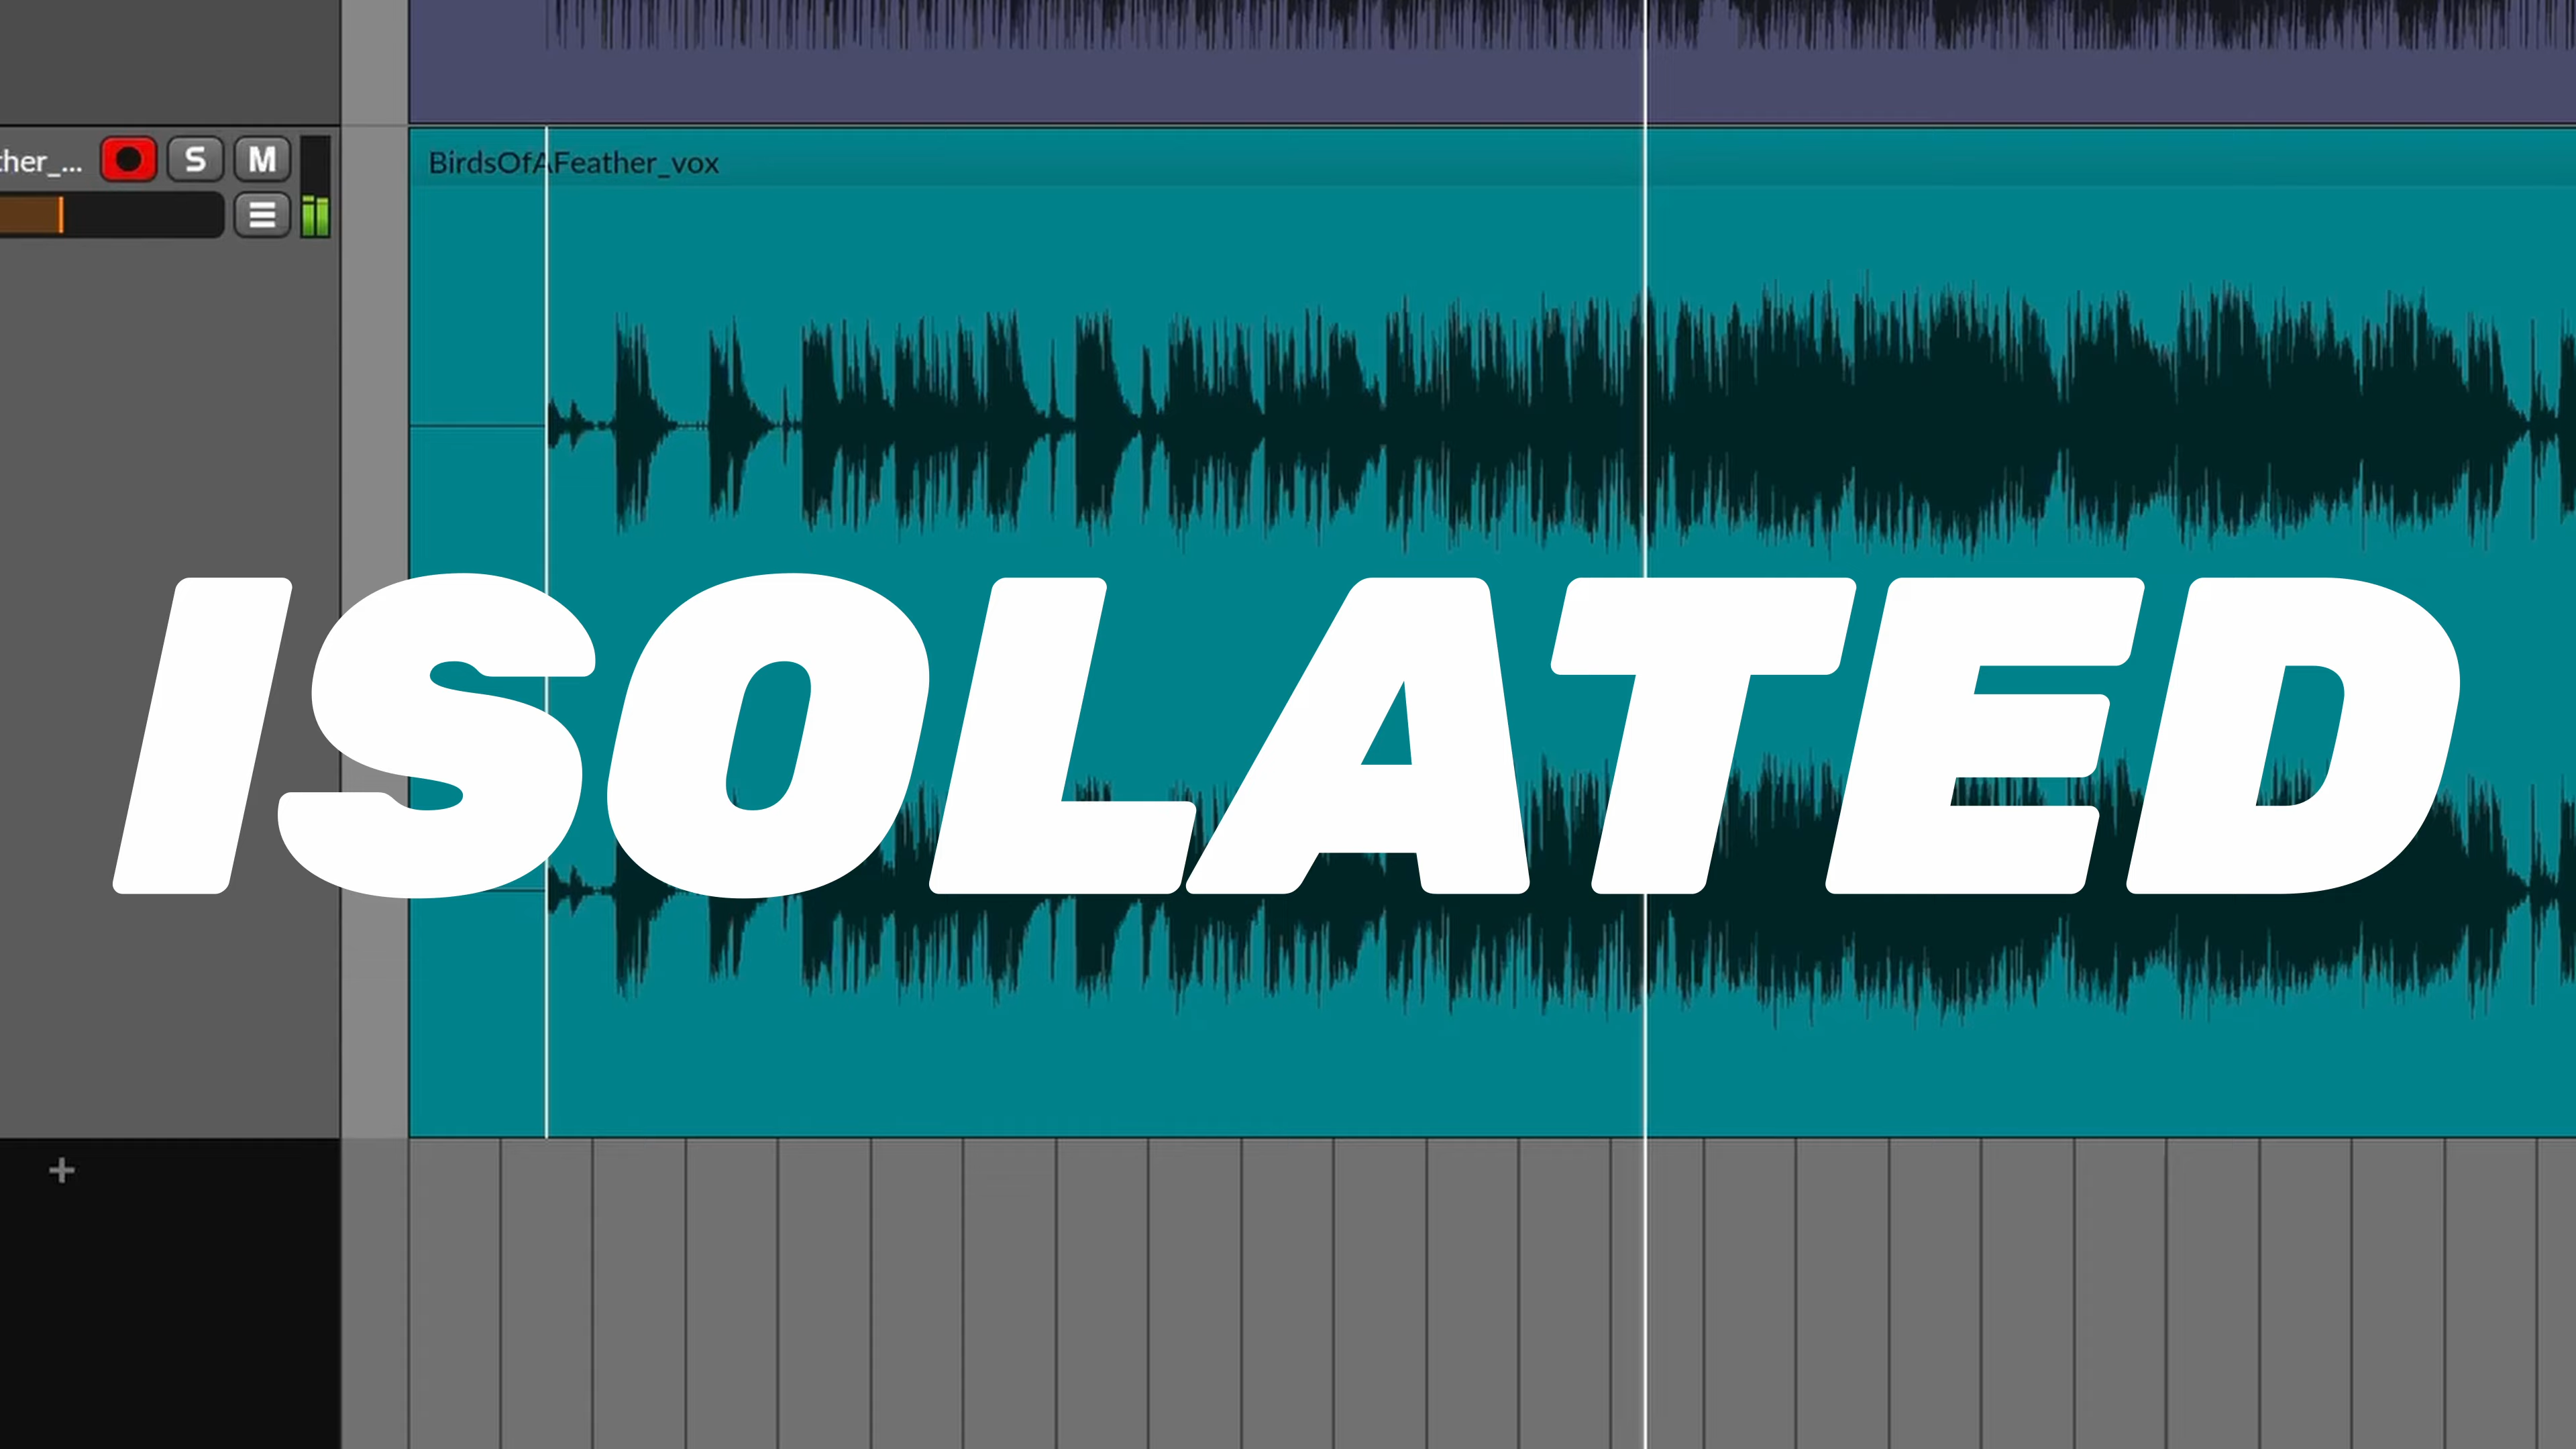 ther_... S M
BirdsOfAFeather_vox
ISOLATED
+